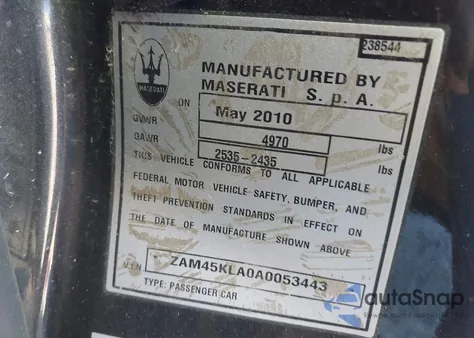 238544
MASERATI
MANUFACTURED BY
MASERATI S. p. A.
ON May 2010
GVWR 4970 lbs
GAWR 2535-2435 lbs
THIS VEHICLE CONFORMS TO ALL APPLICABLE
FEDERAL MOTOR VEHICLE SAFETY, BUMPER, AND
THEFT PREVENTION STANDARDS IN EFFECT ON
THE DATE OF MANUFACTURE SHOWN ABOVE
ZAM45KLA0A0053443
TYPE: PASSENGER CAR
autoSnap